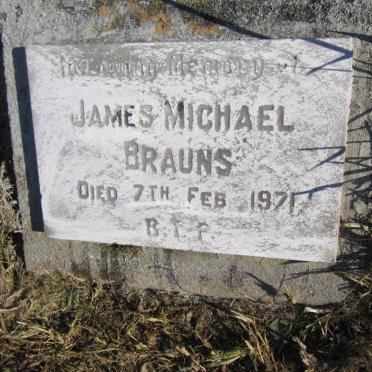 In Loving Memory of
JAMES MICHAEL
BRAUNS
DIED 7TH FEB 1971
R.I.P.